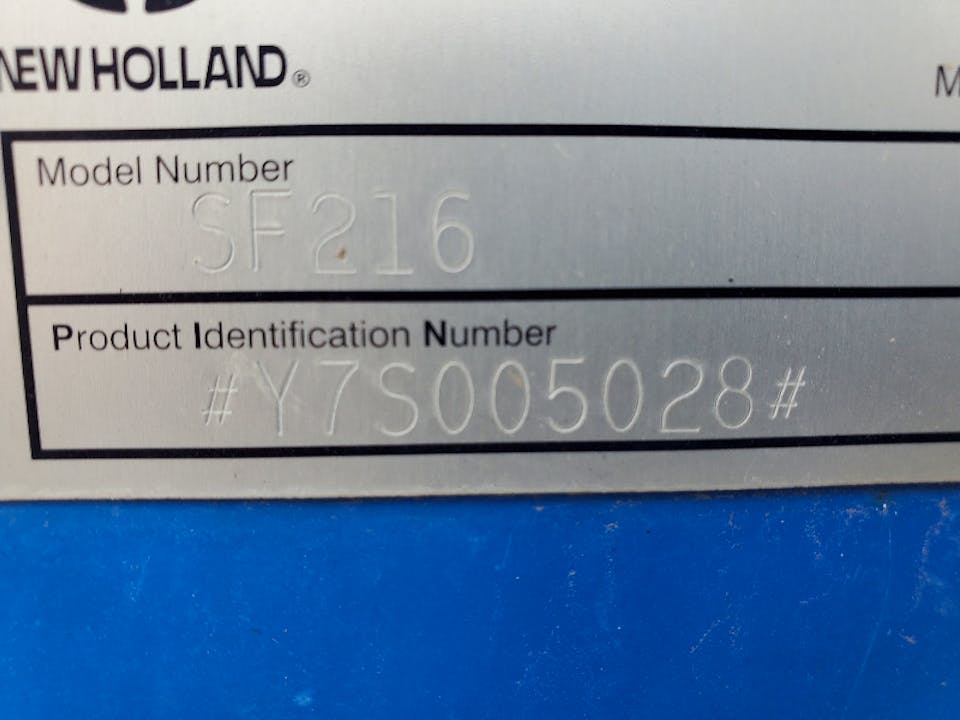 NEW HOLLAND®
M
Model Number
SF216
Product Identification Number
#Y7S005028#